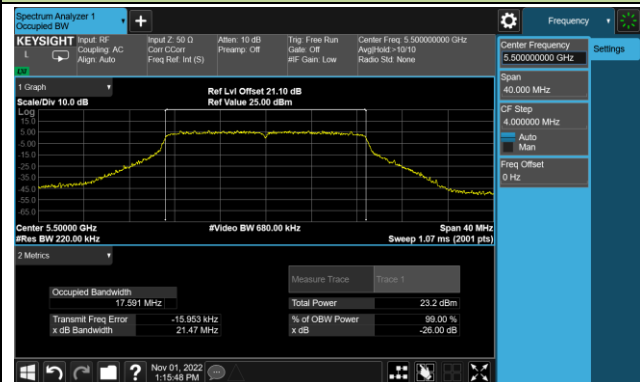 Spectrum Analyzer 1
Occupied BW
Frequency
KEYSIGHT
L
Input: RF
Coupling: AC
Align: Auto
Input Z: 50 Ω
Corr CCorr
Freq Ref: Int (S)
Atten: 10 dB
Preamp: Off
Trig: Free Run
Gate: Off
#IF Gain: Low
Center Freq: 5.500000000 GHz
Avg|Hold:>10/10
Radio Std: None
Center Frequency
5.500000000 GHz
Settings
Span
40.000 MHz
CF Step
4.000000 MHz
Auto
Man
Freq Offset
0 Hz
1 Graph
Scale/Div 10.0 dB
Ref Lvl Offset 21.10 dB
Ref Value 25.00 dBm
Log
15.0
5.00
-5.00
-15.0
-25.0
-35.0
-45.0
-55.0
-65.0
Center 5.50000 GHz
#Res BW 220.00 kHz
#Video BW 680.00 kHz
Span 40 MHz
Sweep 1.07 ms (2001 pts)
2 Metrics
Measure Trace
Trace 1
Occupied Bandwidth
17.591 MHz
Total Power
23.2 dBm
Transmit Freq Error
-15.953 kHz
% of OBW Power
99.00 %
x dB Bandwidth
21.47 MHz
x dB
-26.00 dB
?
Nov 01, 2022
1:15:48 PM